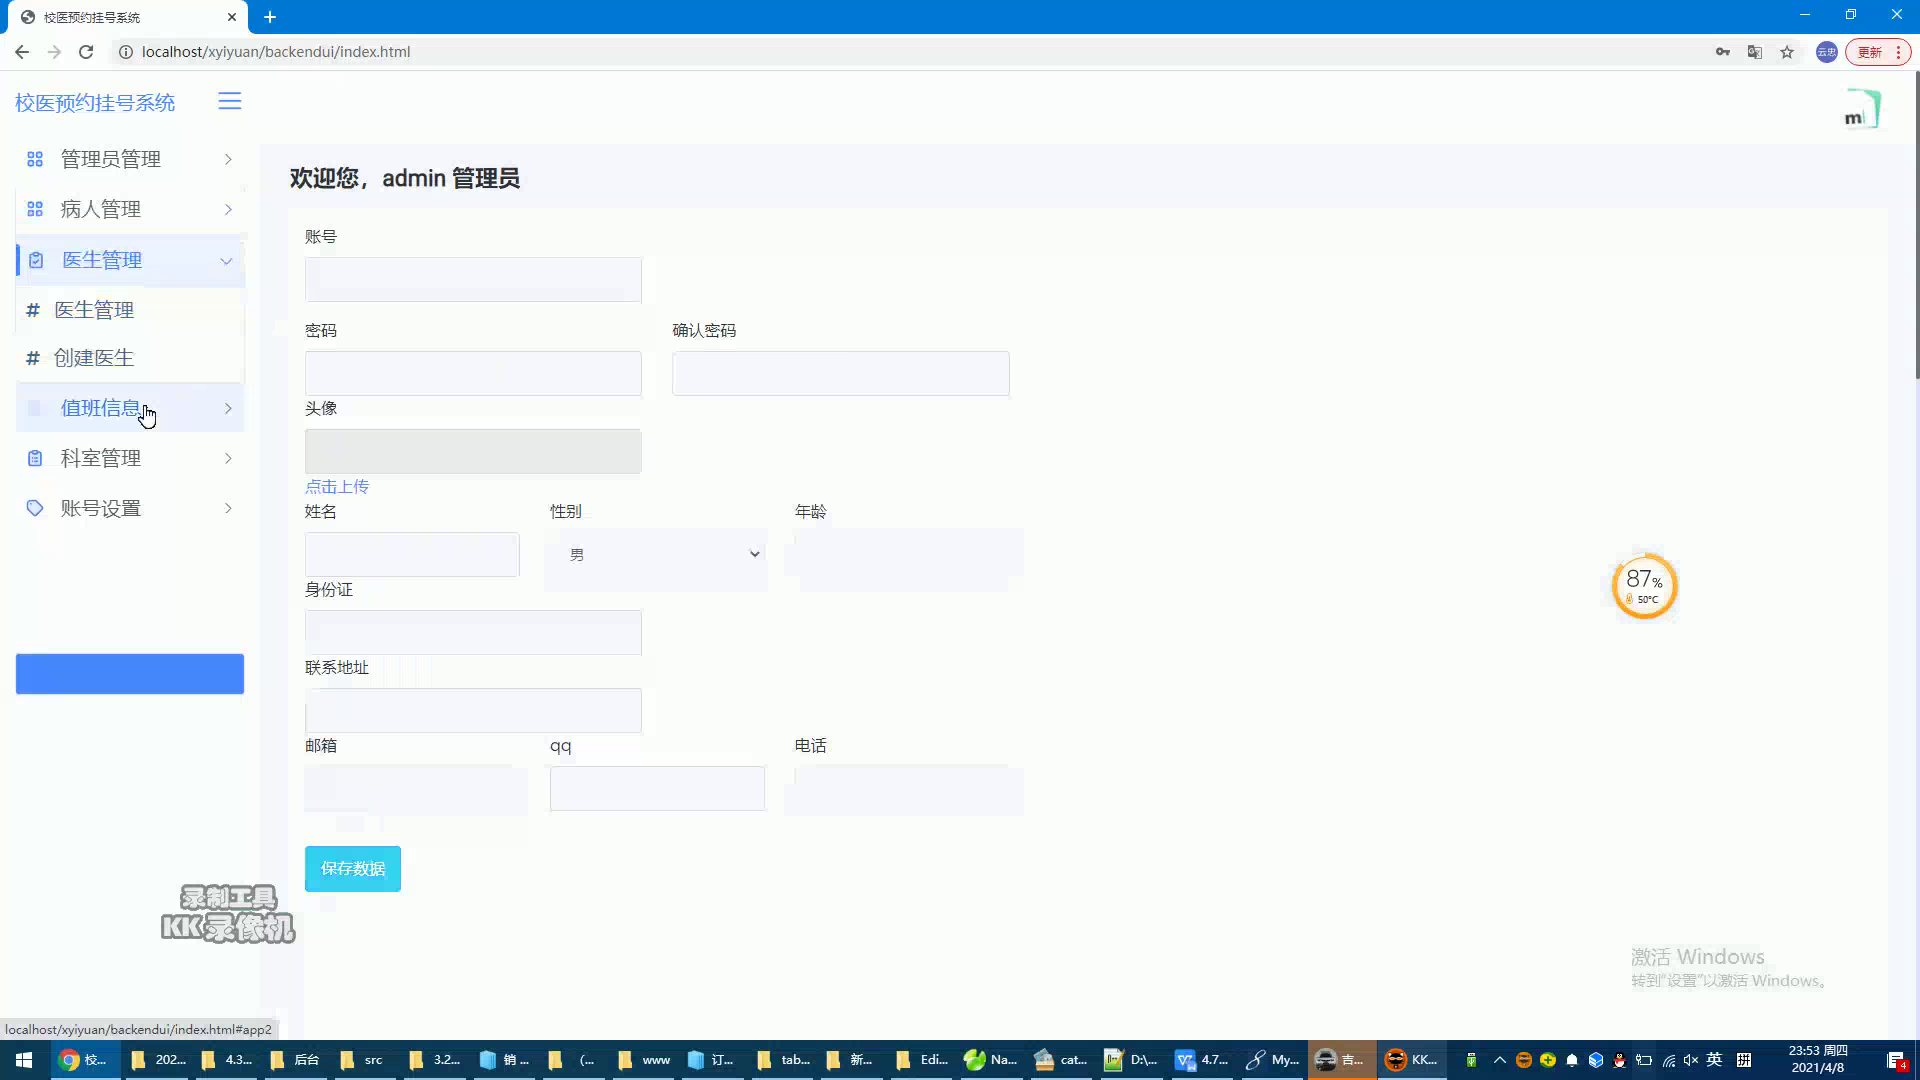 校医预约挂号系统
localhost/xyiyuan/backendui/index.html
云忠
更新
校医预约挂号系统
m
管理员管理
病人管理
医生管理
# 医生管理
# 创建医生
值班信息
科室管理
账号设置
欢迎您，admin 管理员
账号
密码
确认密码
头像
点击上传
姓名
性别
年龄
男
身份证
联系地址
邮箱
qq
电话
保存数据
87%
50°C
录制工具
KK录像机
激活 Windows
转到"设置"以激活 Windows。
localhost/xyiyuan/backendui/index.html#app2
校...
202...
4.3...
后台
src
3.2...
销 ...
(...
www
订...
tab...
新...
Edi...
Na...
cat...
D:\...
4.7...
My...
吉...
KK...
英
拼
23:53 周四
2021/4/8
4